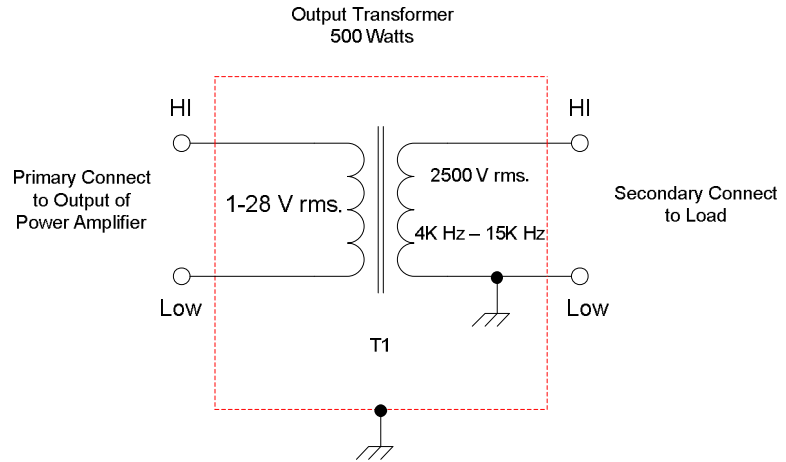 Output Transformer
500 Watts
HI
HI
Primary Connect
to Output of
Power Amplifier
1-28 V rms.
2500 V rms.
4K Hz – 15K Hz
Secondary Connect
to Load
Low
Low
T1